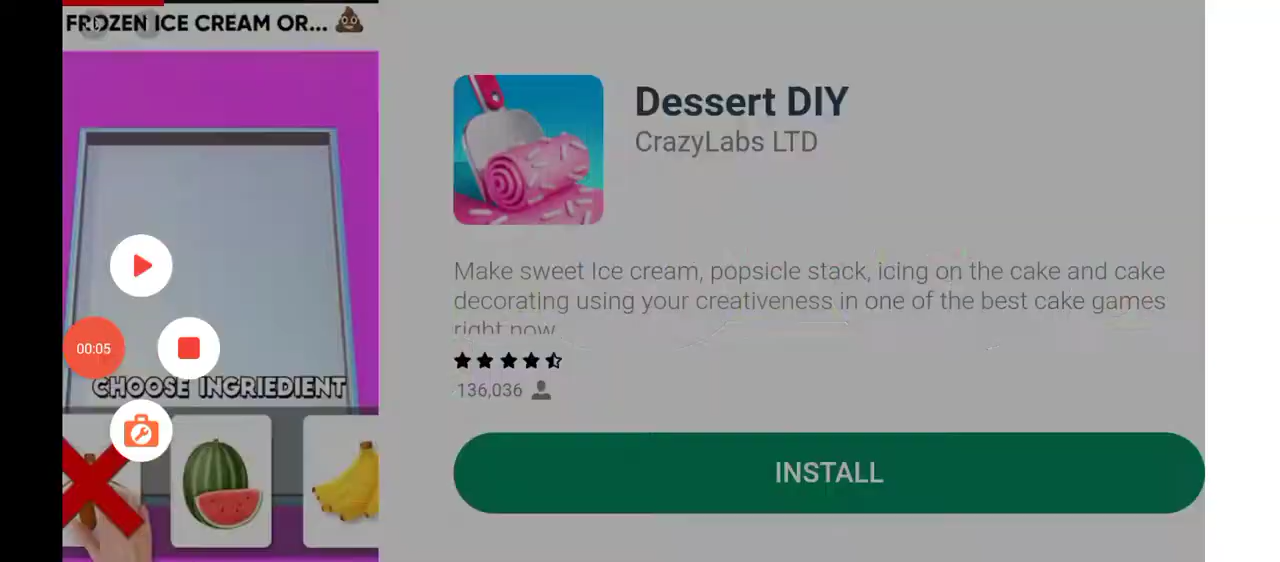 FROZEN ICE CREAM OR... 💩
Dessert DIY
CrazyLabs LTD
Make sweet Ice cream, popsicle stack, icing on the cake and cake
decorating using your creativeness in one of the best cake games
right now
00:05
CHOOSE INGRIEDIENT
136,036
INSTALL